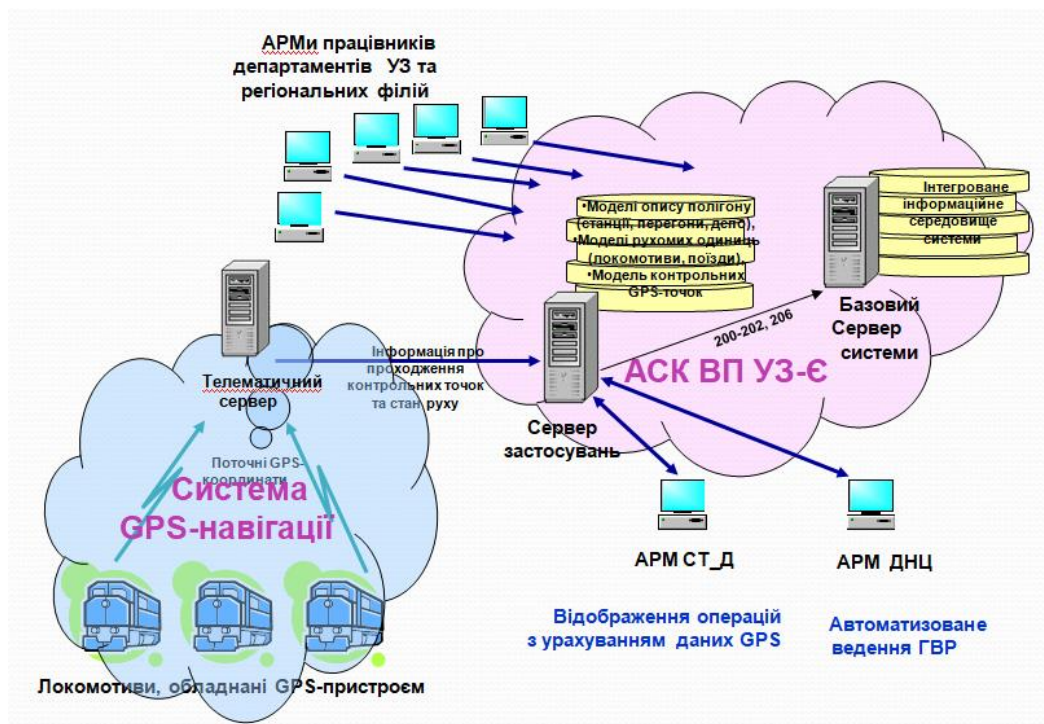 АРМи працівників
департаментів УЗ та
регіональних філій
•Моделі опису полігону
(станції, перегони, депо),
•Моделі рухомих одиниць
(локомотиви, поїзди),
•Модель контрольних
GPS-точок
Інтегроване
інформаційне
середовище
системи
200-202, 206
Базовий
Сервер
системи
АСК ВП УЗ-Є
Телематичний
сервер
Інформація про
проходження
контрольних точок
та стан руху
Сервер
застосувань
Поточні GPS-
координати
Система
GPS-навігації
АРМ СТ_Д
АРМ ДНЦ
Відображення операцій
з урахуванням даних GPS
Автоматизоване
ведення ГВР
Локомотиви, обладнані GPS-пристроєм